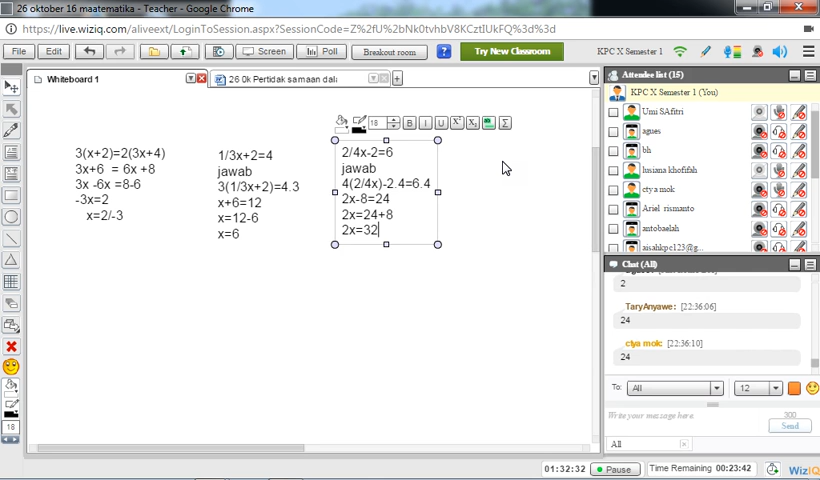 26 oktober 16 maatematika - Teacher - Google Chrome
https://live.wiziq.com/aliveext/LoginToSession.aspx?SessionCode=Z%2fU%2bNk0tvhbV8KCztIUkFQ%3d%3d
File
Edit
Screen
Poll
Breakout room
?
Try New Classroom
KPC X Semester 1
Whiteboard 1
26 0k Pertidak samaan dala
18
B
I
U
X²
X₂
Σ
3(x+2)=2(3x+4)
3x+6 = 6x +8
3x -6x =8-6
-3x=2
x=2/-3
1/3x+2=4
jawab
3(1/3x+2)=4.3
x+6=12
x=12-6
x=6
2/4x-2=6
jawab
4(2/4x)-2.4=6.4
2x-8=24
2x=24+8
2x=32
18
Attendee list (15)
KPC X Semester 1 (You)
Umi SAfitri
agues
bh
lusiana khofifah
ctya mok
Ariel rismanto
antobaelah
aisahkpc123@g...
Chat (All)
2
TaryAnyawe: [22:36:06]
24
ctya mok: [22:36:10]
24
To:
All
12
Write your message here.
300
Send
All
01:32:32
Pause
Time Remaining 00:23:42
WizIQ